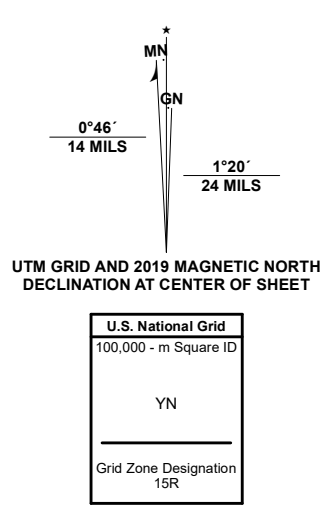 ★
MN
GN
0°46´
14 MILS
1°20´
24 MILS
UTM GRID AND 2019 MAGNETIC NORTH
DECLINATION AT CENTER OF SHEET
U.S. National Grid
100,000 - m Square ID
YN
Grid Zone Designation
15R